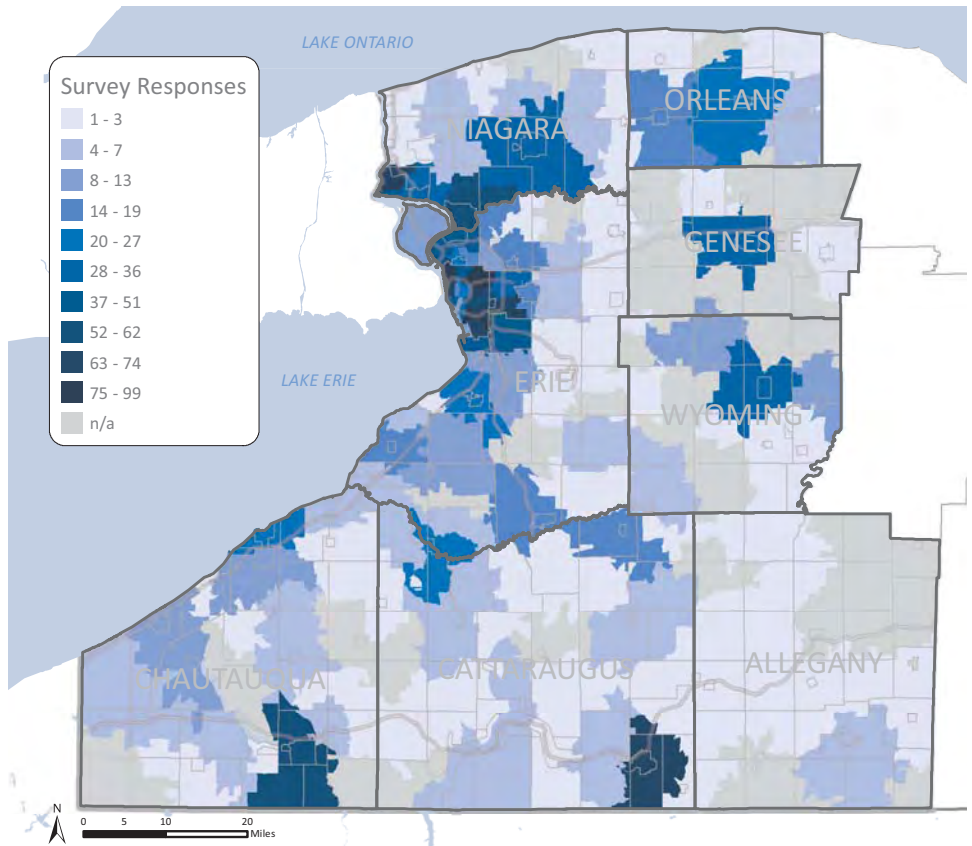 LAKE ONTARIO
Survey Responses
1 - 3
4 - 7
8 - 13
14 - 19
20 - 27
28 - 36
37 - 51
52 - 62
63 - 74
75 - 99
n/a
NIAGARA
ORLEANS
GENESEE
LAKE ERIE
ERIE
WYOMING
CHAUTAUQUA
CATTARAUGUS
ALLEGANY
N
0 5 10 20
Miles